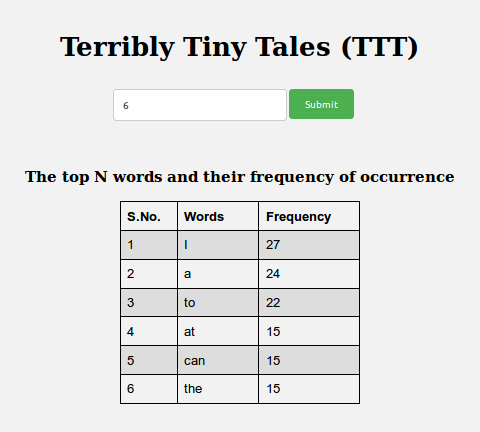 Terribly Tiny Tales (TTT)
6 Submit
The top N words and their frequency of occurrence
S.No. Words Frequency
1 I 27
2 a 24
3 to 22
4 at 15
5 can 15
6 the 15